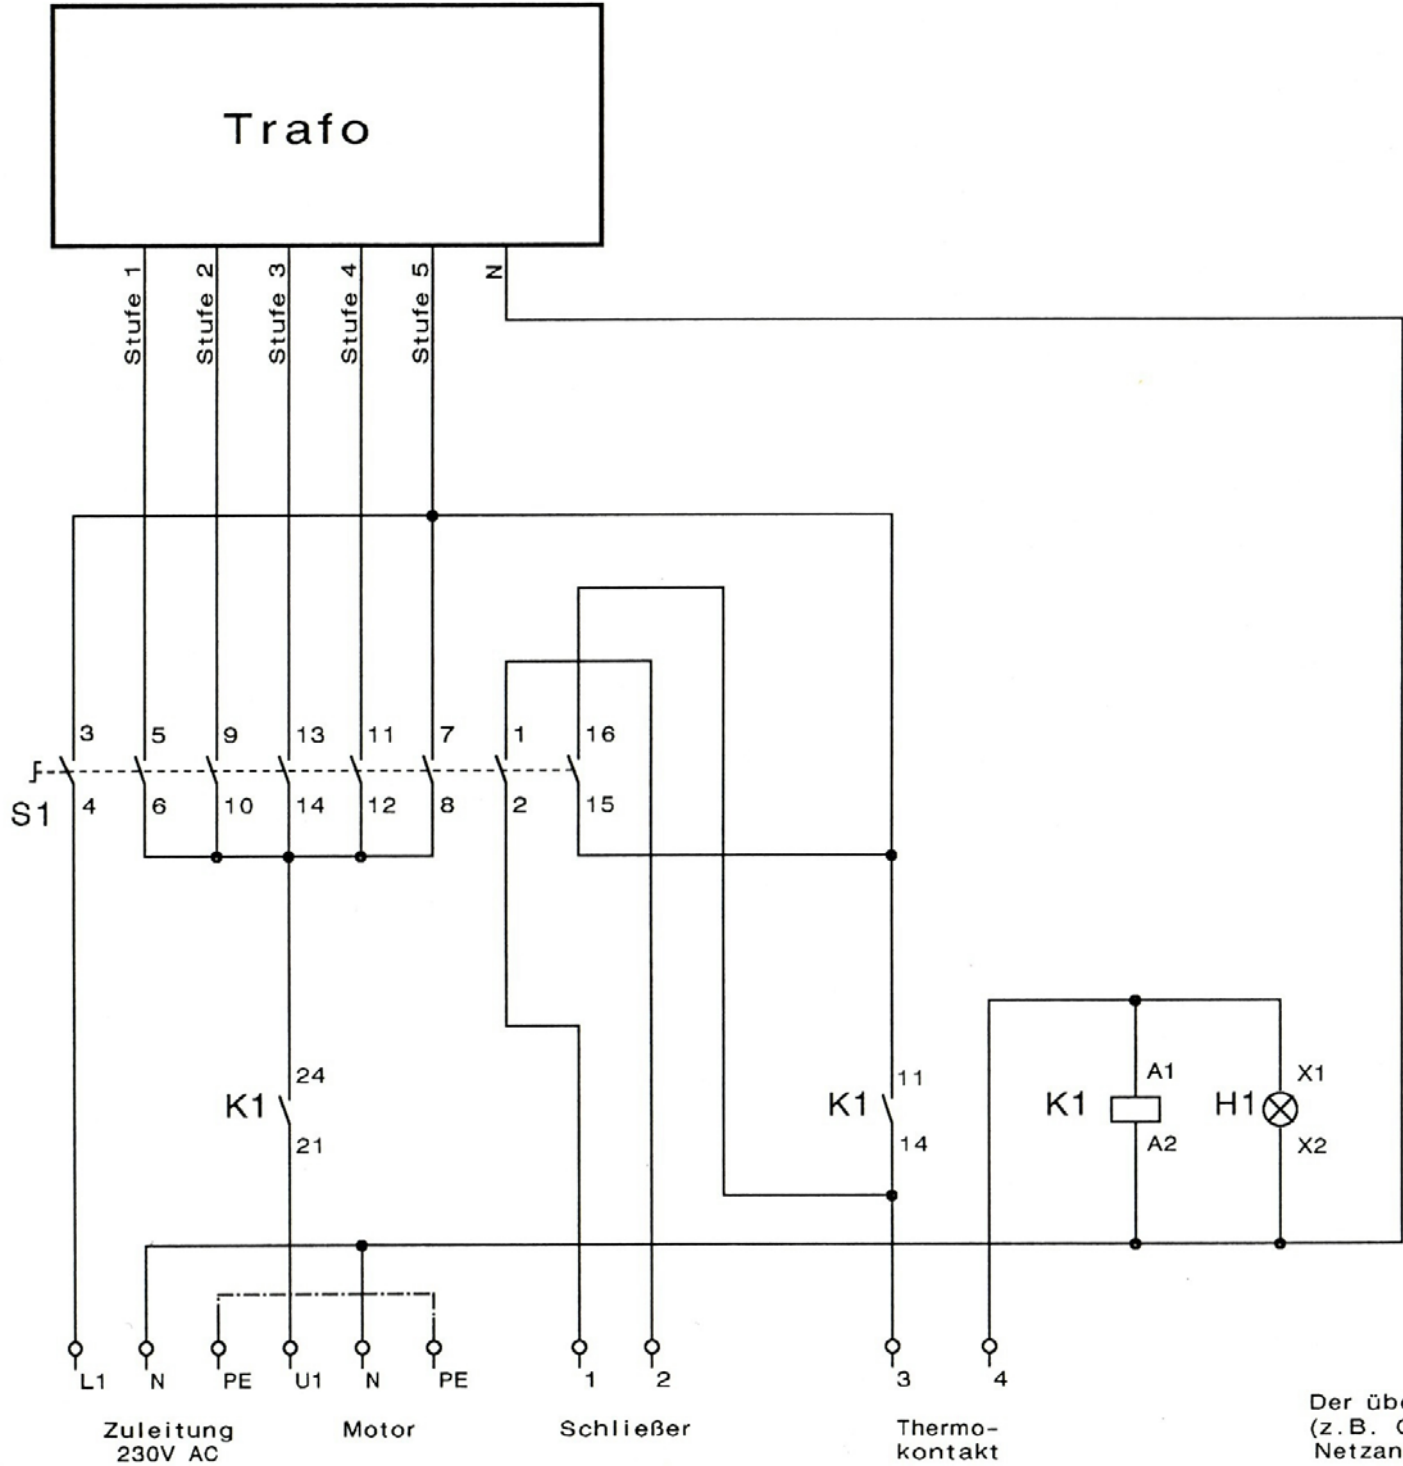 Trafo
Stufe 1
Stufe 2
Stufe 3
Stufe 4
Stufe 5
N
3 5 9 13 11 7 1 16
S1
4 6 10 14 12 8 2 15
24
K1
21
11
K1
14
A1
K1
A2
X1
H1
X2
L1 N PE U1 N PE 1 2 3 4
Zuleitung
230V AC
Motor
Schließer
Thermo-
kontakt
Der
(z.B.